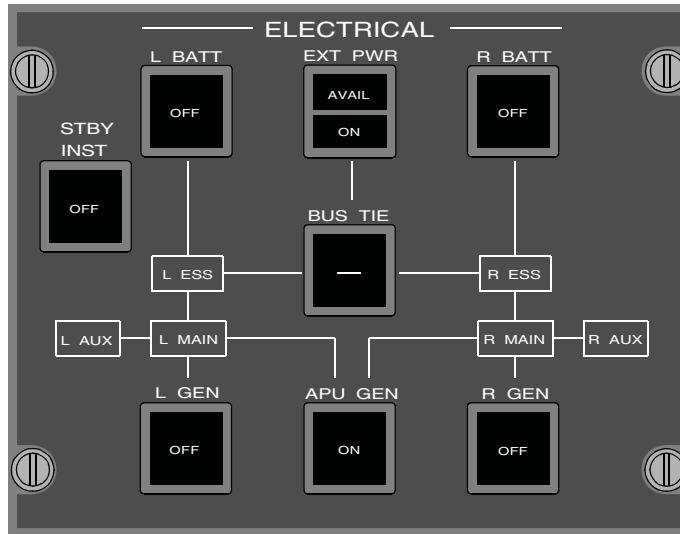 ELECTRICAL
L BATT
EXT PWR
R BATT
OFF
AVAIL
ON
OFF
STBY
INST
OFF
BUS TIE
L ESS
R ESS
L AUX
L MAIN
R MAIN
R AUX
L GEN
APU GEN
R GEN
OFF
ON
OFF